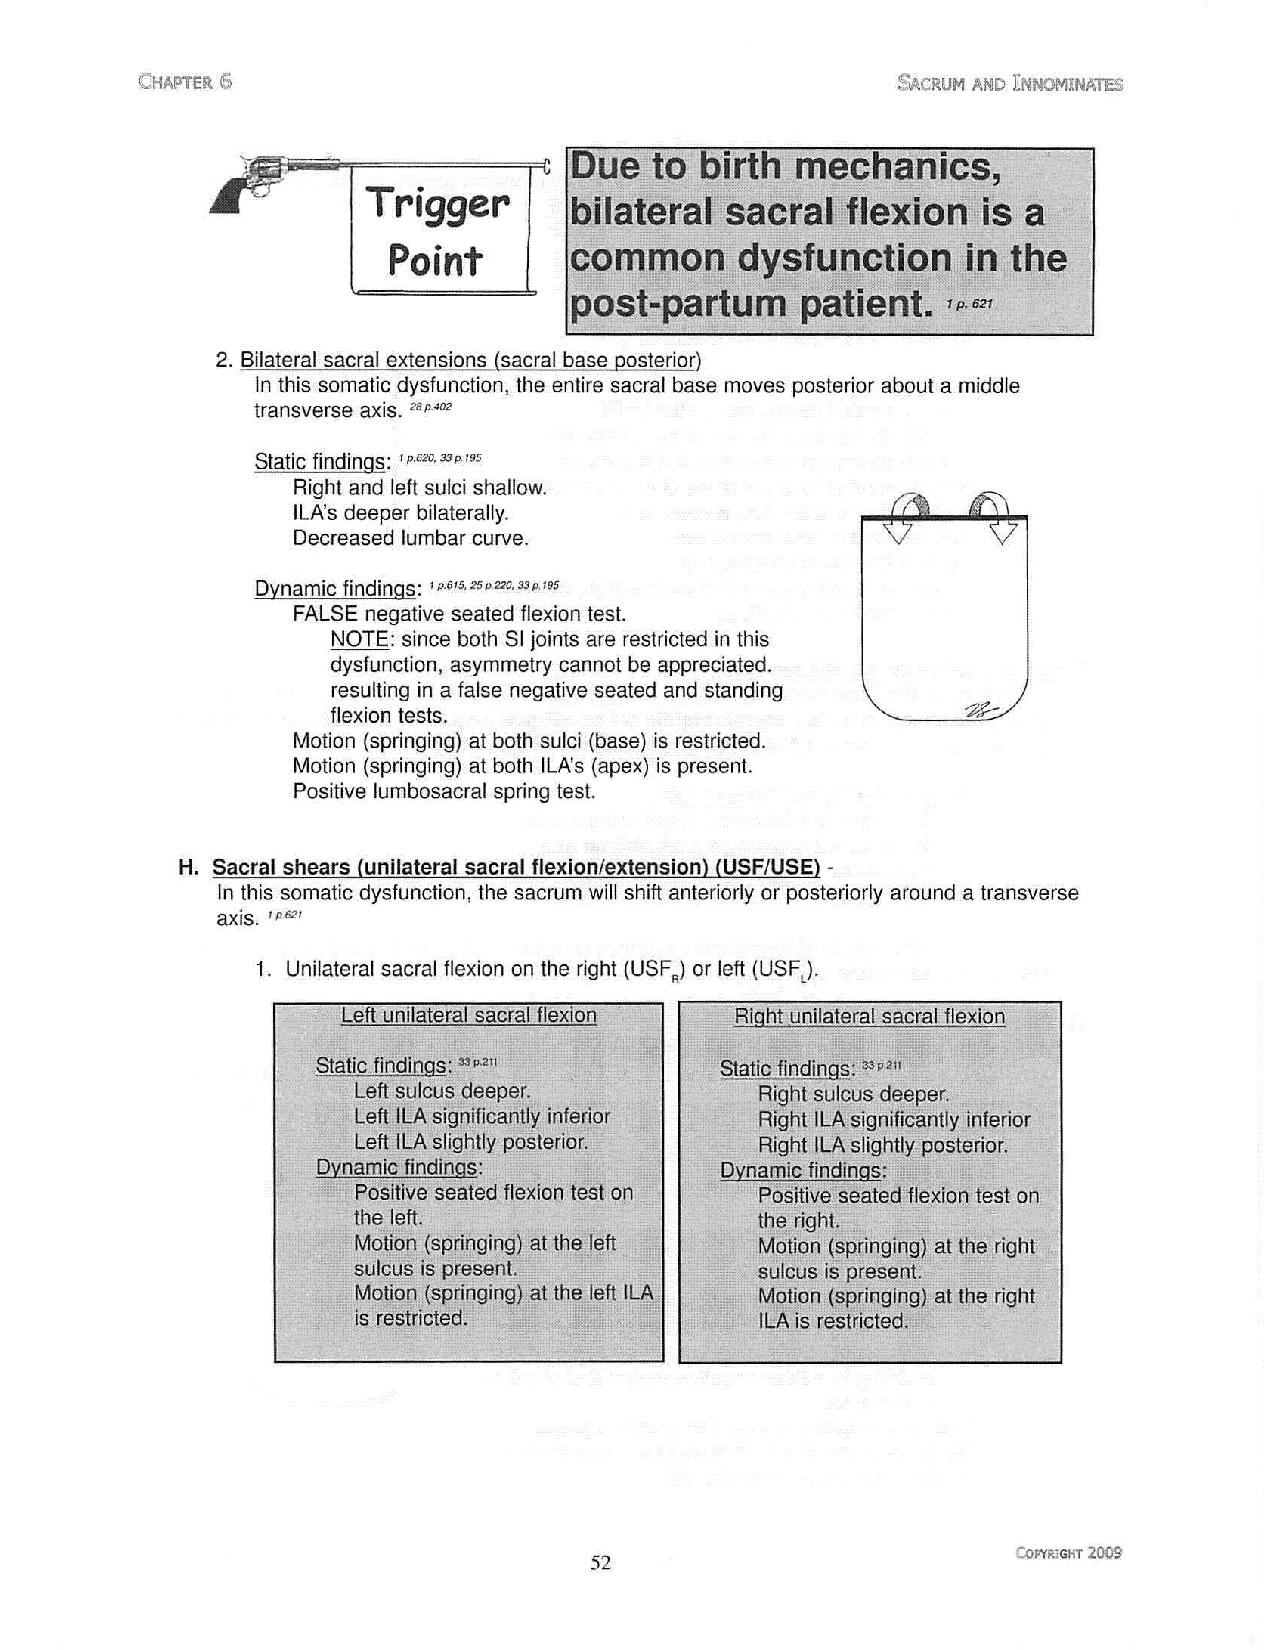 CHAPTER 6
SACRUM AND INNOMINATES
Trigger
Point
Due to birth mechanics,
bilateral sacral flexion is a
common dysfunction in the
post-partum patient. 1 p. 621
2. Bilateral sacral extensions (sacral base posterior)
In this somatic dysfunction, the entire sacral base moves posterior about a middle
transverse axis. 28 p.402
Static findings: 1 p.620, 33 p.195
Right and left sulci shallow.
ILA's deeper bilaterally.
Decreased lumbar curve.
Dynamic findings: 1 p.615, 25 p.220, 33 p.195
FALSE negative seated flexion test.
NOTE: since both SI joints are restricted in this
dysfunction, asymmetry cannot be appreciated.
resulting in a false negative seated and standing
flexion tests.
Motion (springing) at both sulci (base) is restricted.
Motion (springing) at both ILA's (apex) is present.
Positive lumbosacral spring test.
H. Sacral shears (unilateral sacral flexion/extension) (USF/USE) -
In this somatic dysfunction, the sacrum will shift anteriorly or posteriorly around a transverse
axis. 1 p.621
1. Unilateral sacral flexion on the right (USFR) or left (USFL).
Left unilateral sacral flexion
Static findings: 33 p.211
Left sulcus deeper.
Left ILA significantly inferior
Left ILA slightly posterior.
Dynamic findings:
Positive seated flexion test on
the left.
Motion (springing) at the left
sulcus is present.
Motion (springing) at the left ILA
is restricted.
Right unilateral sacral flexion
Static findings: 33 p 211
Right sulcus deeper.
Right ILA significantly inferior
Right ILA slightly posterior.
Dynamic findings:
Positive seated flexion test on
the right.
Motion (springing) at the right
sulcus is present.
Motion (springing) at the right
ILA is restricted.
52
COPYRIGHT 2009